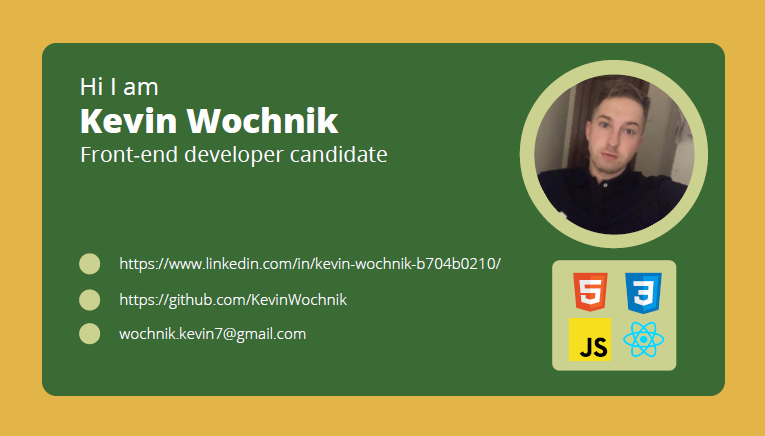 Hi I am
Kevin Wochnik
Front-end developer candidate
https://www.linkedin.com/in/kevin-wochnik-b704b0210/
https://github.com/KevinWochnik
wochnik.kevin7@gmail.com
5 3
JS